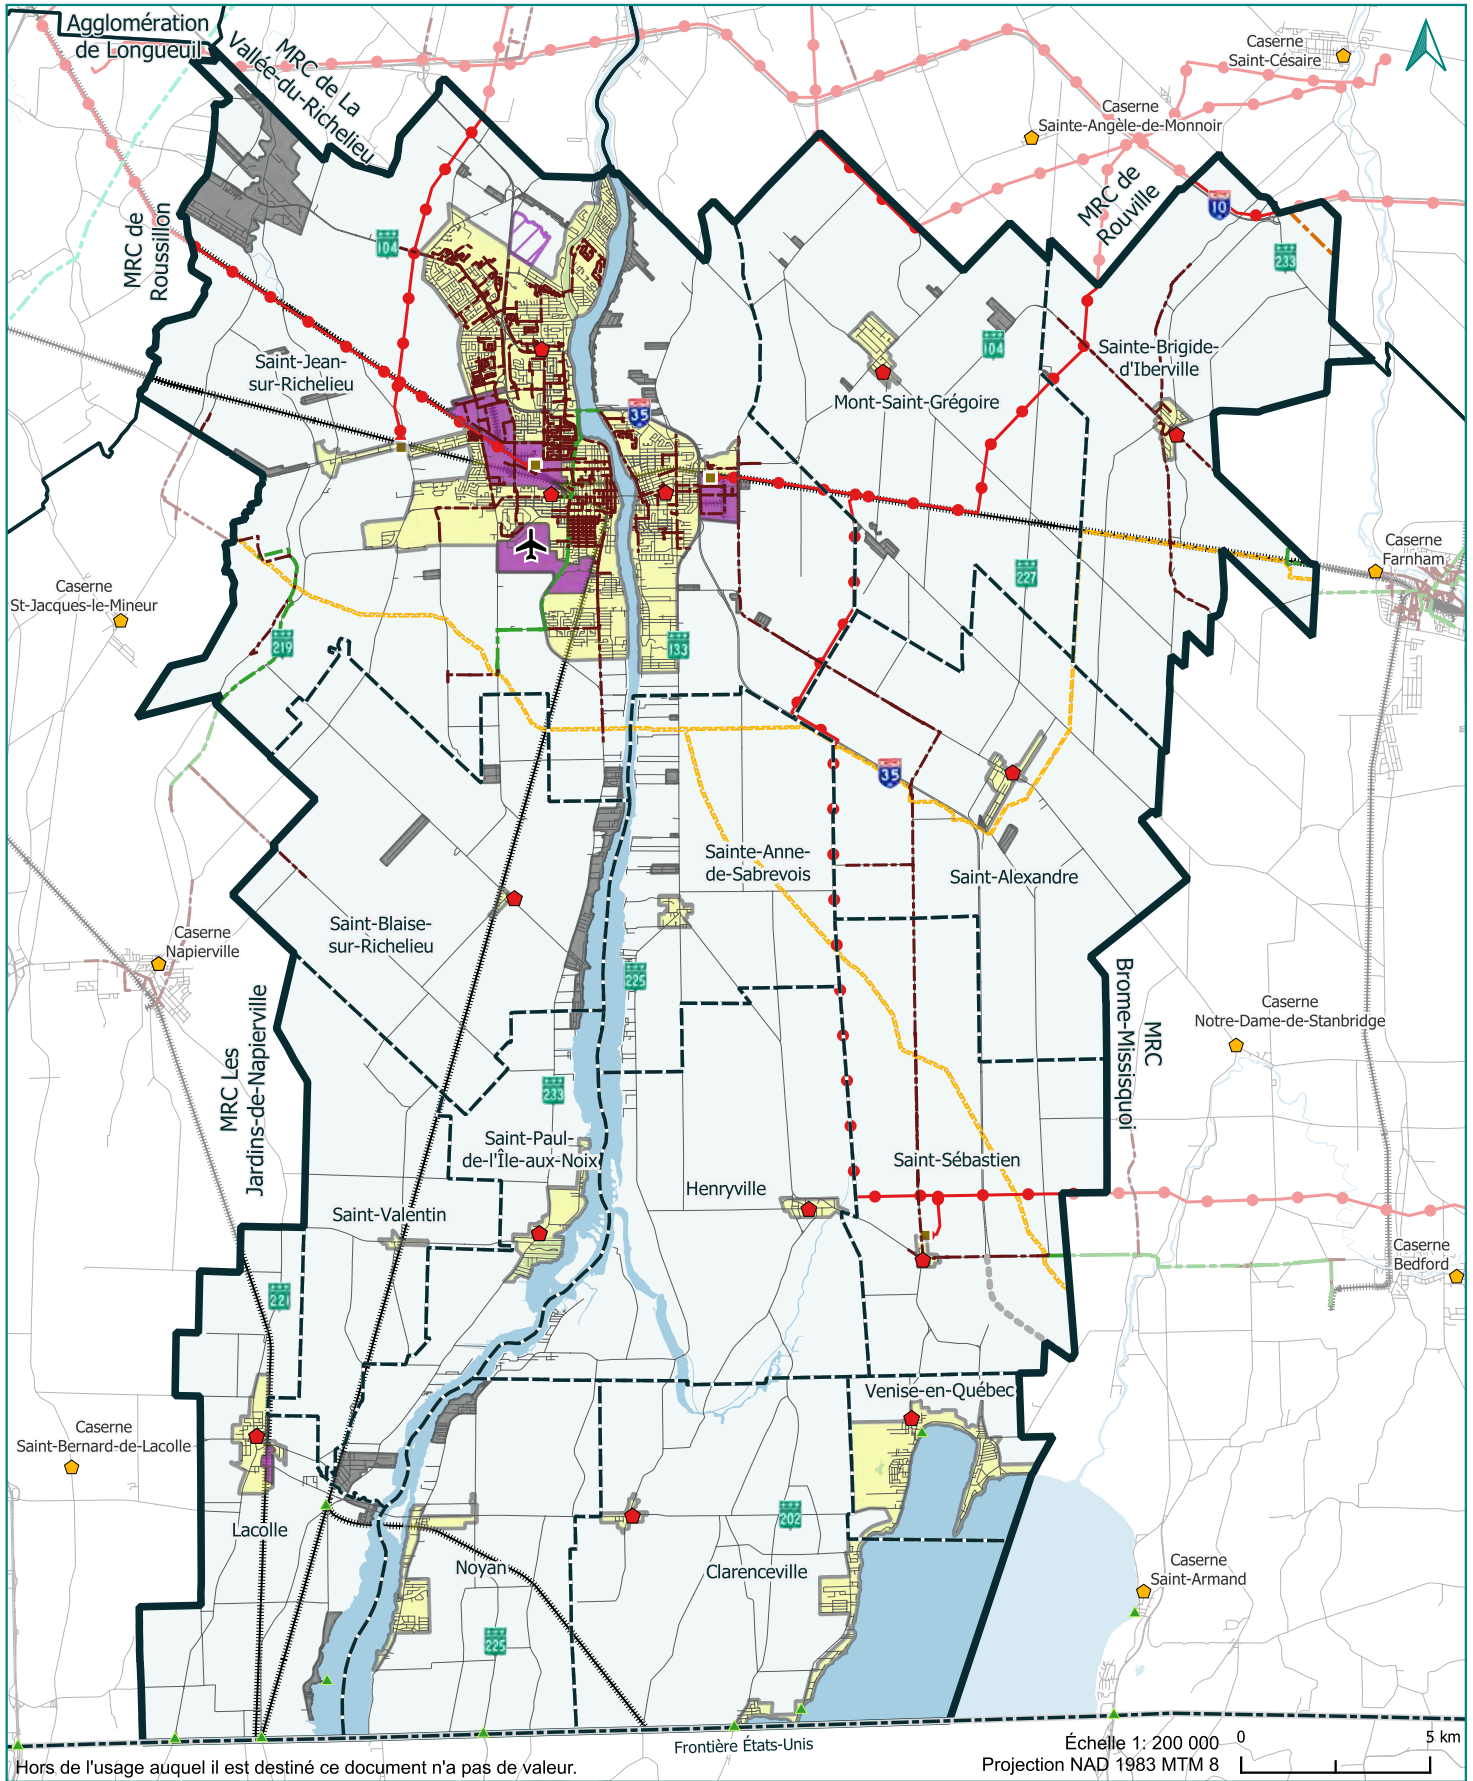 Agglomération
de Longueuil
MRC de La
Vallée-du-Richelieu
Caserne
Saint-Césaire
Caserne
Sainte-Angèle-de-Monnoir
MRC de
Rouville
10
MRC de
Roussillon
104
233
104
Saint-Jean-
sur-Richelieu
Sainte-Brigide-
d'Iberville
Mont-Saint-Grégoire
35
Caserne
Farnham
Caserne
St-Jacques-le-Mineur
227
219
133
35
Sainte-Anne-
de-Sabrevois
Saint-Alexandre
Saint-Blaise-
sur-Richelieu
Caserne
Napierville
225
MRC
Brome-Missisquoi
Caserne
Notre-Dame-de-Stanbridge
MRC Les
Jardins-de-Napierville
233
Saint-Paul-
de-l'Île-aux-Noix
Saint-Sébastien
Henryville
Saint-Valentin
Caserne
Bedford
221
Venise-en-Québec
Caserne
Saint-Bernard-de-Lacolle
202
Lacolle
Noyan
Clarenceville
Caserne
Saint-Armand
225
Frontière États-Unis
Échelle 1: 200 000
Projection NAD 1983 MTM 8
0
5 km
Hors de l'usage auquel il est destiné ce document n'a pas de valeur.